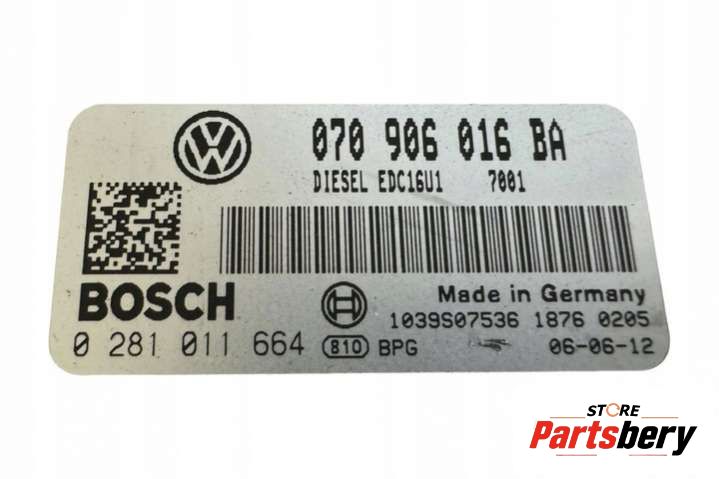 070 906 016 BA
DIESEL EDC16U1 7001
BOSCH
Made in Germany
1039S07536 1876 0205
0 281 011 664 810 BPG 06-06-12
STORE
Partsbery